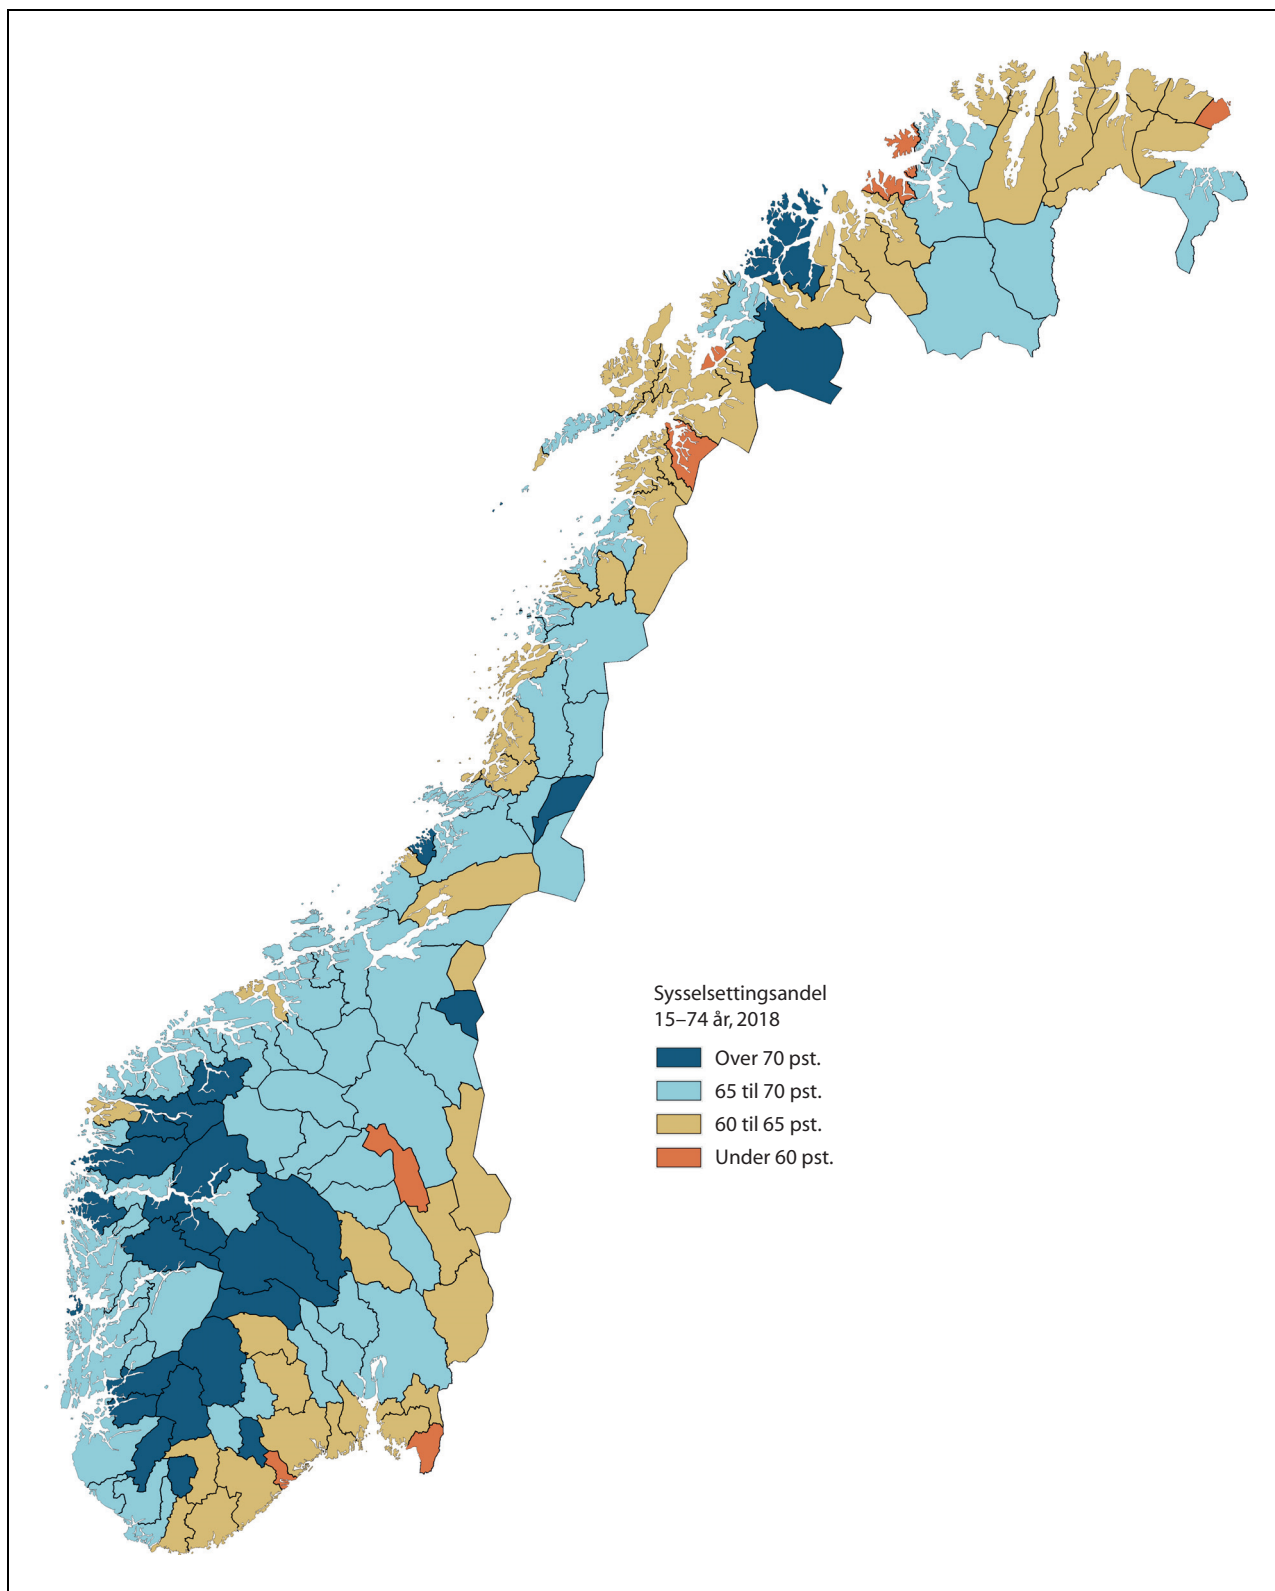 Sysselsettingsandel
15–74 år, 2018
Over 70 pst.
65 til 70 pst.
60 til 65 pst.
Under 60 pst.